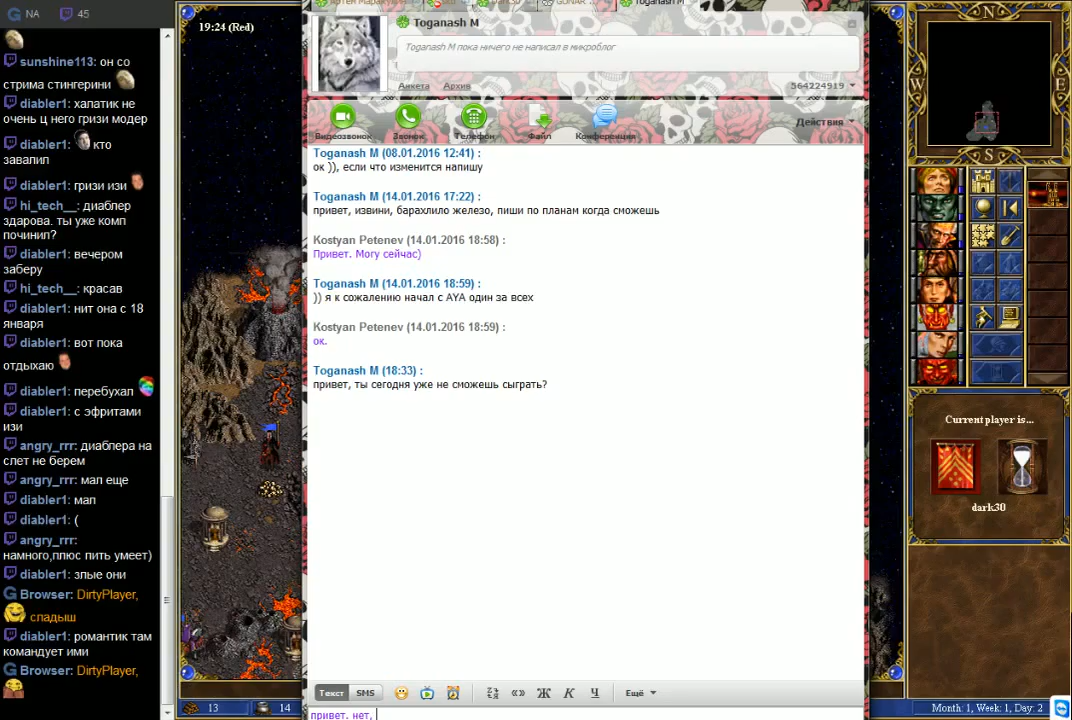 NA 45
sunshine113: он со
стрима стингерини
diabler1: хапатик не
очень ц него гризи модер
diabler1: кто
завалил
diabler1: гризи изи
hi_tech__: диаблер
здарова. ты уже комп
починил?
diabler1: вечером
заберу
hi_tech__: красав
diabler1: нит она с 18
января
diabler1: вот пока
отдыхаю
diabler1: перебухал
diabler1: с эфритами
изи
angry_rrr: диаблера на
слет не берем
angry_rrr: мал еще
diabler1: мал
diabler1: (
angry_rrr:
намного,плюс пить умеет)
diabler1: злые они
Browser: DirtyPlayer,
спадыш
diabler1: романтик там
командует ими
Browser: DirtyPlayer,
19:24 (Red)
13 14
Toganash M
Toganash M
Toganash M пока ничего не написал в микроблог
Анкета Архив 564224919
Видеозвонок Звонок Телефон Файл Конференция Действия
Toganash M (08.01.2016 12:41) :
ок )), если что изменится напишу
Toganash M (14.01.2016 17:22) :
привет, извини, барахлило железо, пиши по планам когда сможешь
Kostyan Petenev (14.01.2016 18:58) :
Привет. Могу сейчас)
Toganash M (14.01.2016 18:59) :
)) я к сожалению начал с AYA один за всех
Kostyan Petenev (14.01.2016 18:59) :
ок.
Toganash M (18:33) :
привет, ты сегодня уже не сможешь сыграть?
Текст SMS Ж К Ч Ещё
привет. нет,
N
W E
S
Current player is...
dark30
Month: 1, Week: 1, Day: 2